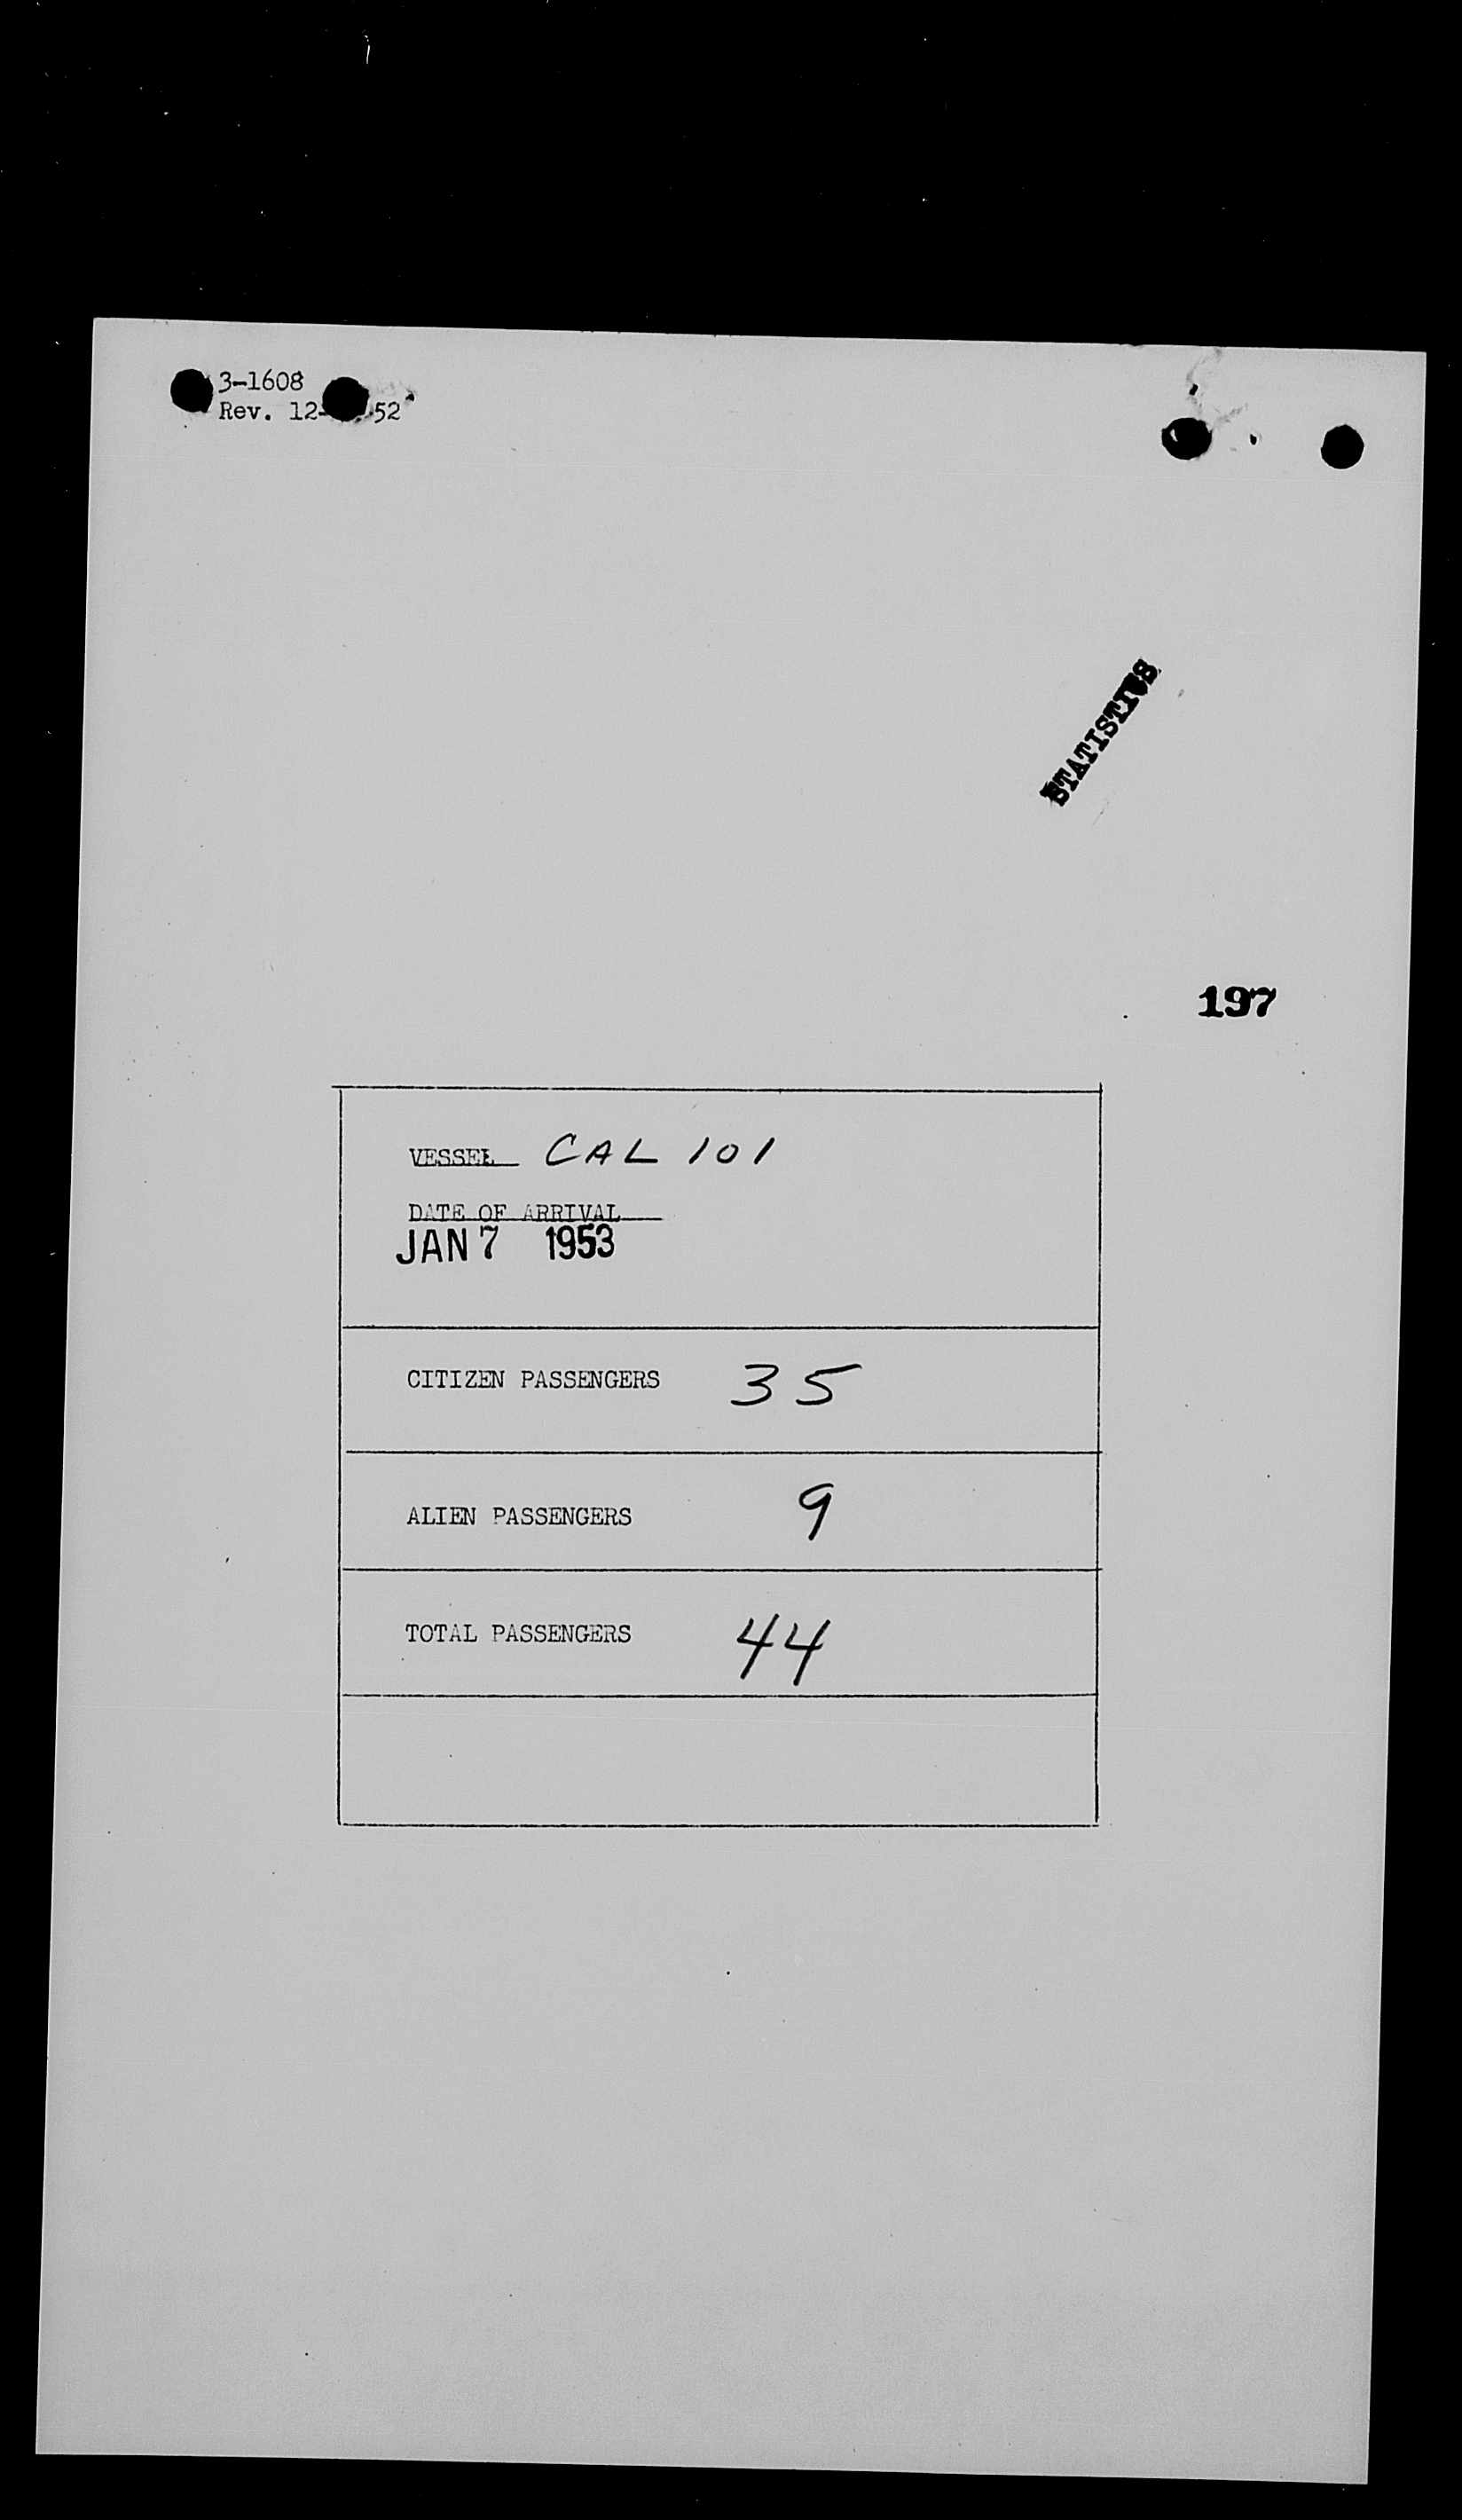 3-1608
Rev. 12- 52
STATISTICS
197
VESSEL CAL 101
DATE OF ARRIVAL
JAN 7 1953
CITIZEN PASSENGERS 35
ALIEN PASSENGERS 9
TOTAL PASSENGERS 44